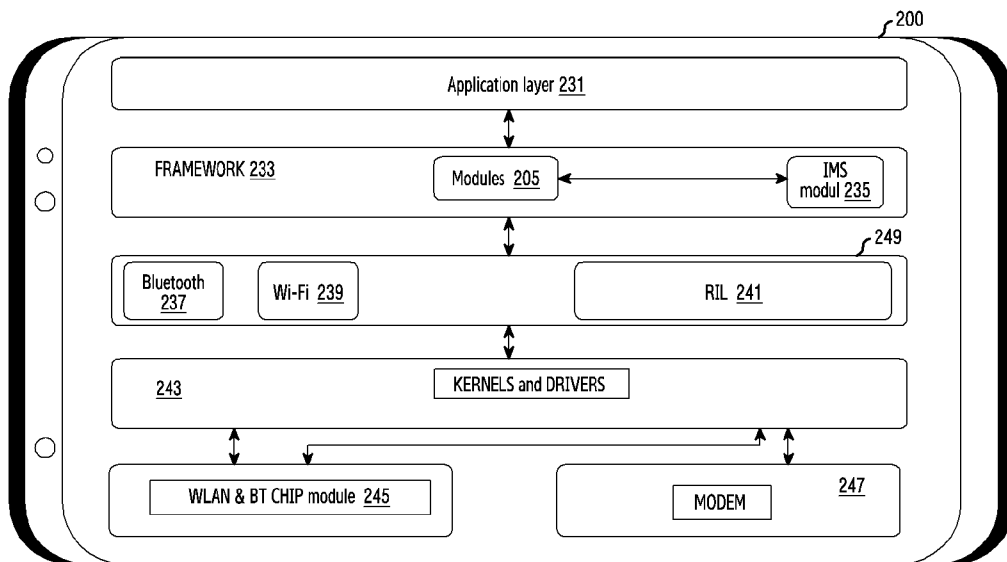 200
Application layer 231
FRAMEWORK 233
Modules 205
IMS
modul 235
249
Bluetooth
237
Wi-Fi 239
RIL 241
243
KERNELS and DRIVERS
WLAN & BT CHIP module 245
247
MODEM